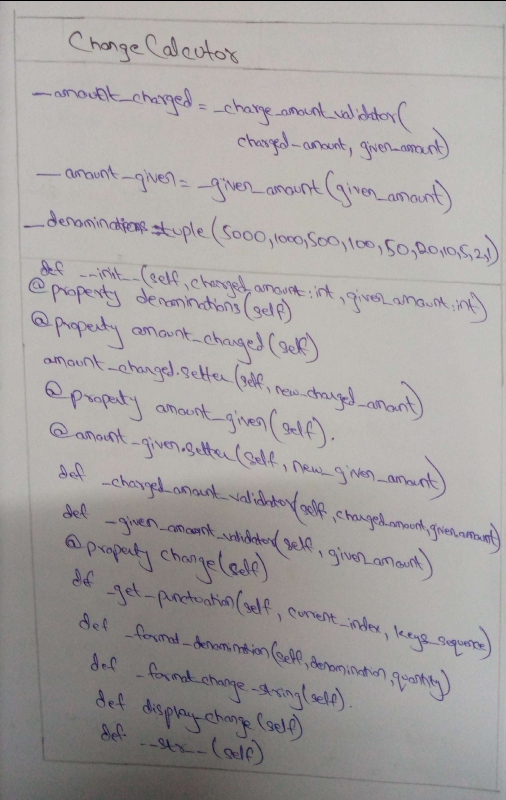 ChangeCalcutor
_amount_charged = _charge_amount_validator(
charged_amount, given_amount)
_amount_given = _given_amount(given_amount)
_denominations = tuple(5000,1000,500,100,50,20,10,5,2,1)
def __init__(self, charged_amount:int, given_amount:int)
@property denominations(self)
@property amount_charged(self)
amount_charged.setter(self, new_charged_amount)
@property amount_given(self).
@amount_given.setter(self, new_given_amount)
def _charged_amount_validator(self, charged_amount, given_amount)
def _given_amount_validator(self, given_amount)
@property change(self)
def _get_punctuation(self, current_index, keys_sequence)
def _format_denomination(self, denomination, quantity)
def _format_change_string(self).
def display_change(self)
def __str__(self)